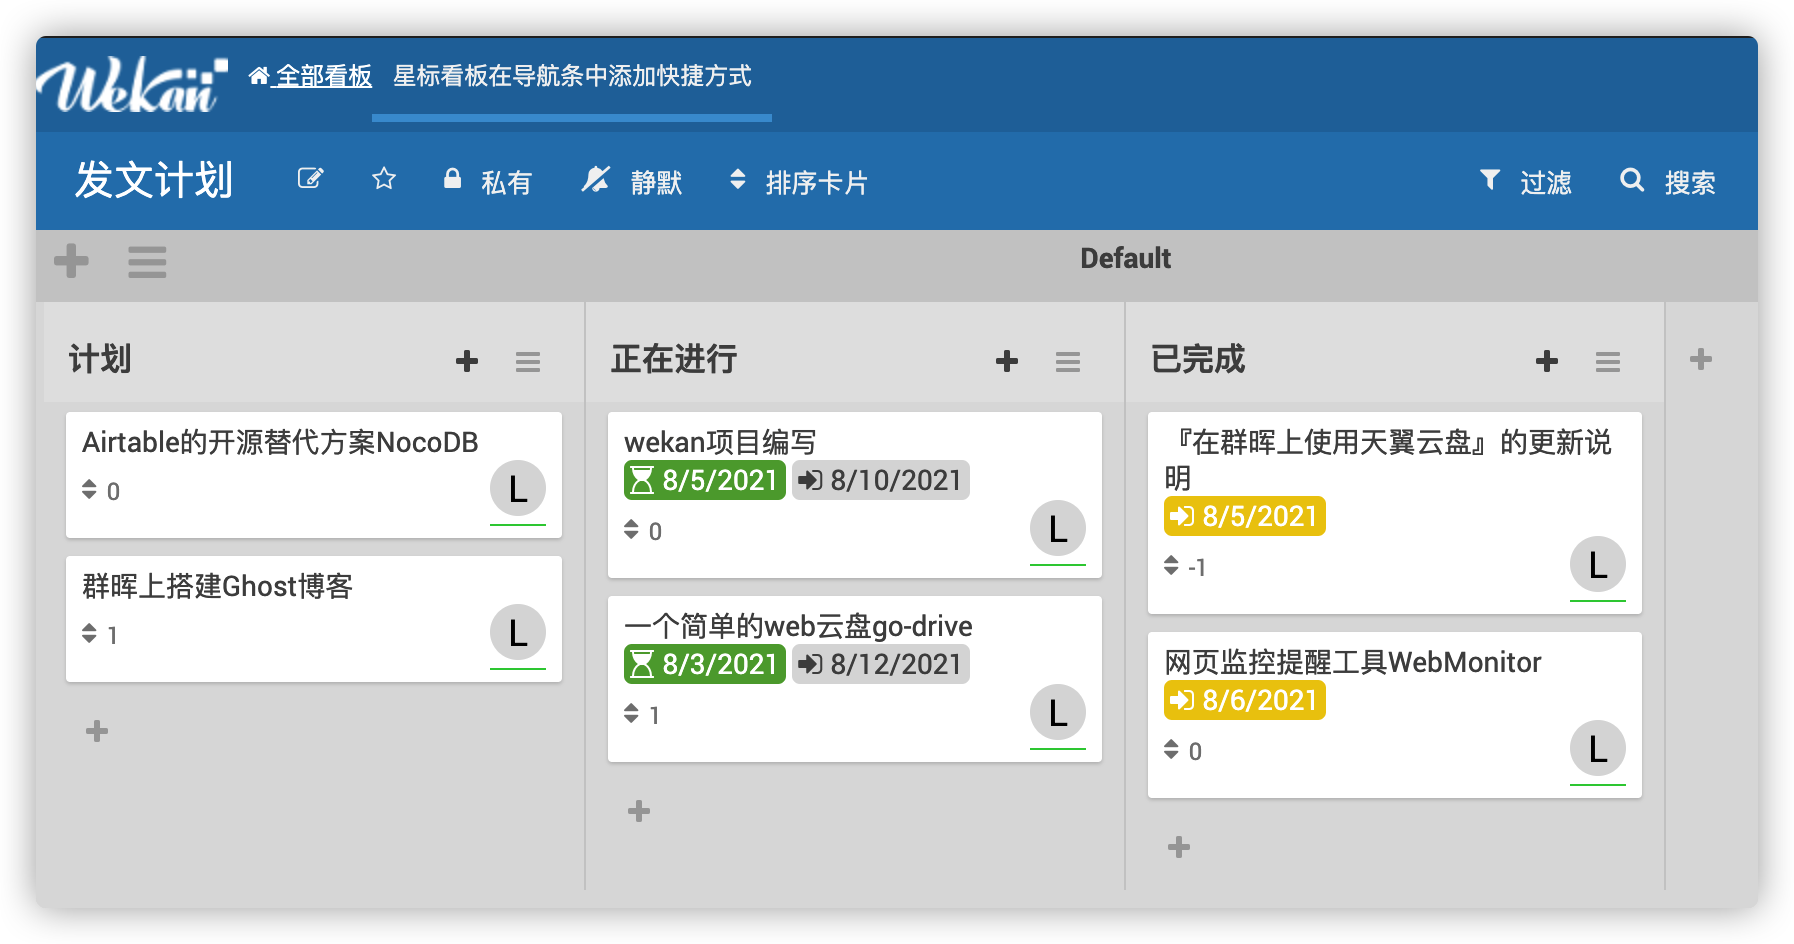 Wekan
全部看板 星标看板在导航条中添加快捷方式
发文计划 私有 静默 排序卡片 过滤 搜索
Default
计划
Airtable的开源替代方案NocoDB
0
L
群晖上搭建Ghost博客
1
L
正在进行
wekan项目编写
8/5/2021 8/10/2021
0
L
一个简单的web云盘go-drive
8/3/2021 8/12/2021
1
L
已完成
『在群晖上使用天翼云盘』的更新说
明
8/5/2021
-1
L
网页监控提醒工具WebMonitor
8/6/2021
0
L